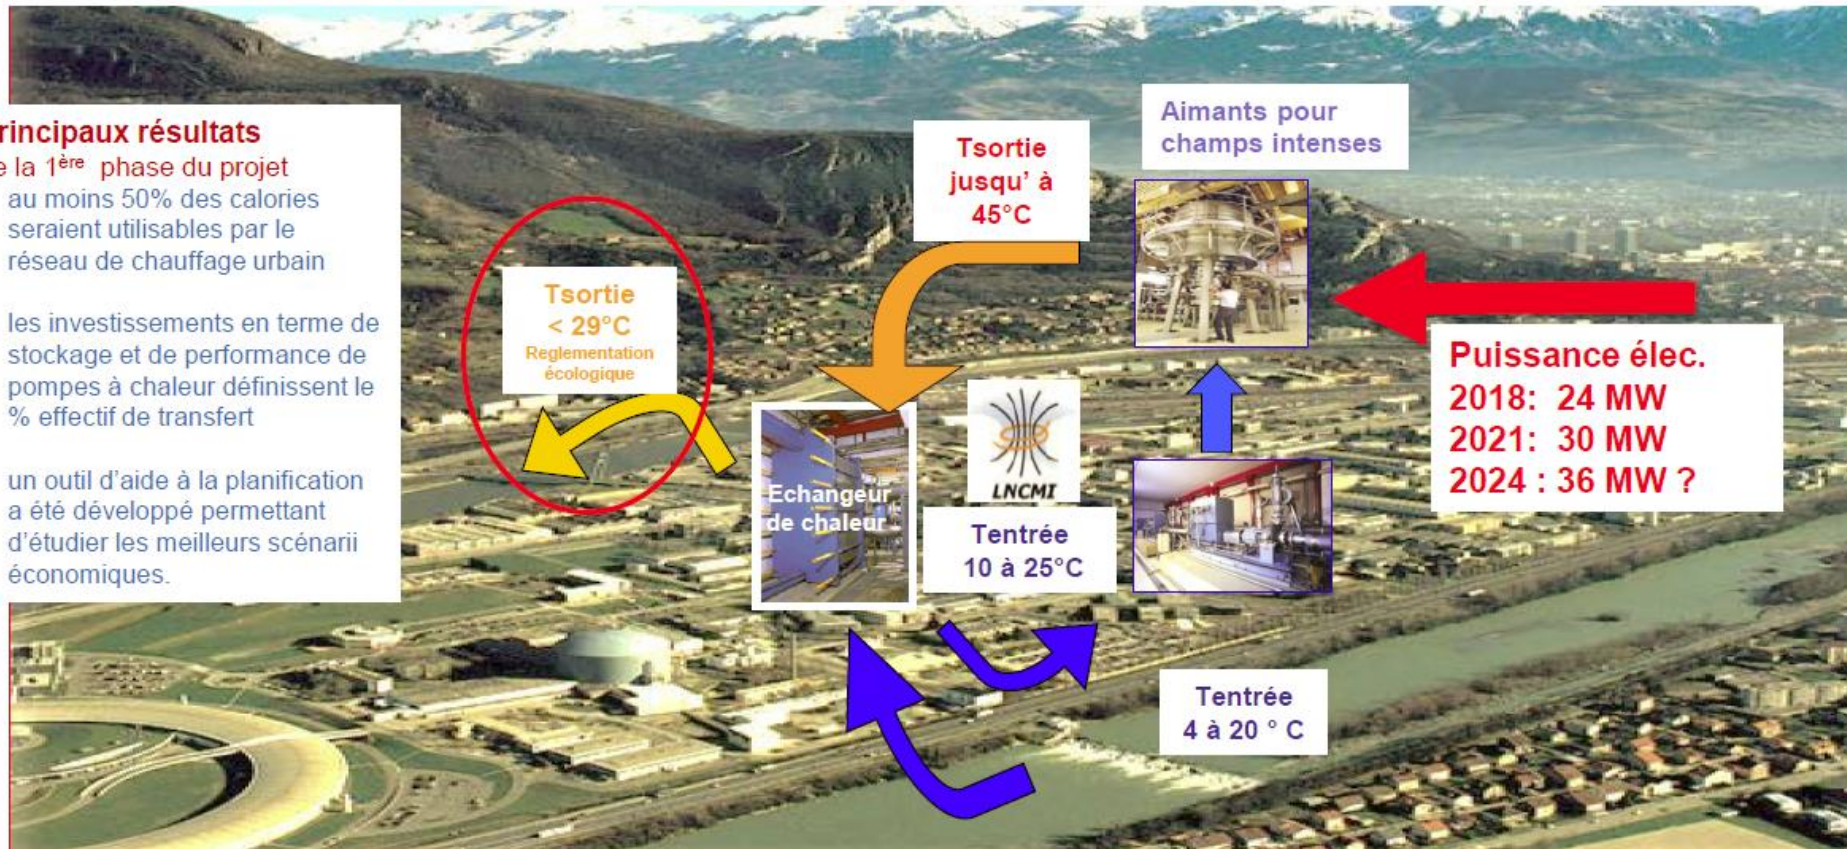 rincipaux résultats
e la 1ère phase du projet
au moins 50% des calories
seraient utilisables par le
réseau de chauffage urbain
les investissements en terme de
stockage et de performance de
pompes à chaleur définissent le
% effectif de transfert
un outil d'aide à la planification
a été développé permettant
d'étudier les meilleurs scénarii
économiques.
Tsortie
< 29°C
Reglementation
écologique
Tsortie
jusqu' à
45°C
Aimants pour
champs intenses
Puissance élec.
2018: 24 MW
2021: 30 MW
2024 : 36 MW ?
Echangeur
de chaleur
LNCMI
Tentrée
10 à 25°C
Tentrée
4 à 20 ° C